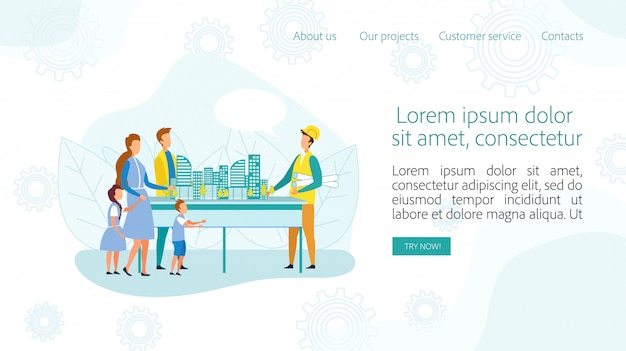 About us Our projects Customer service Contacts
Lorem ipsum dolor
sit amet, consectetur
Lorem ipsum dolor sit amet,
consectetur adipiscing elit, sed
do eiusmod tempor incididunt
ut labore et dolore magna aliqua. Ut
TRY NOW!